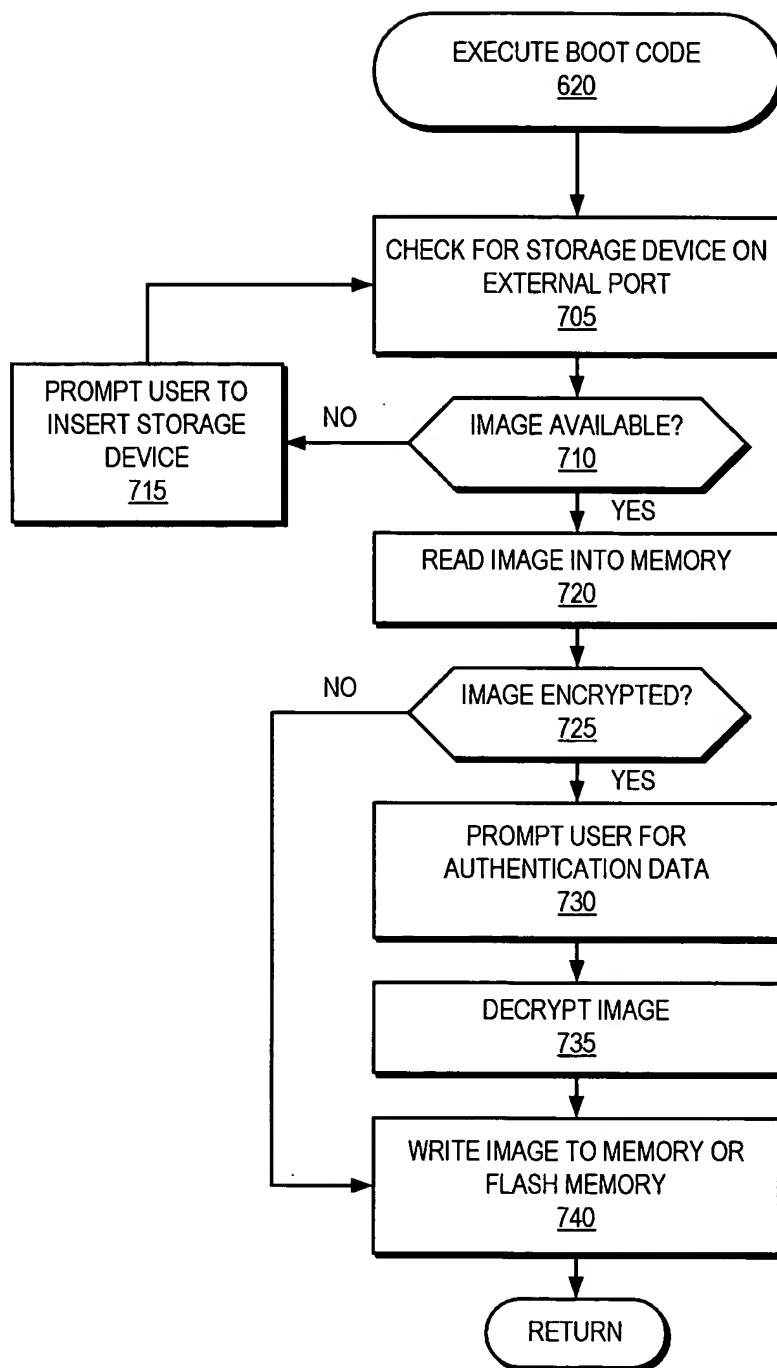 EXECUTE BOOT CODE
620
CHECK FOR STORAGE DEVICE ON
EXTERNAL PORT
705
PROMPT USER TO
INSERT STORAGE
DEVICE
715
NO
IMAGE AVAILABLE?
710
YES
READ IMAGE INTO MEMORY
720
NO
IMAGE ENCRYPTED?
725
YES
PROMPT USER FOR
AUTHENTICATION DATA
730
DECRYPT IMAGE
735
WRITE IMAGE TO MEMORY OR
FLASH MEMORY
740
RETURN